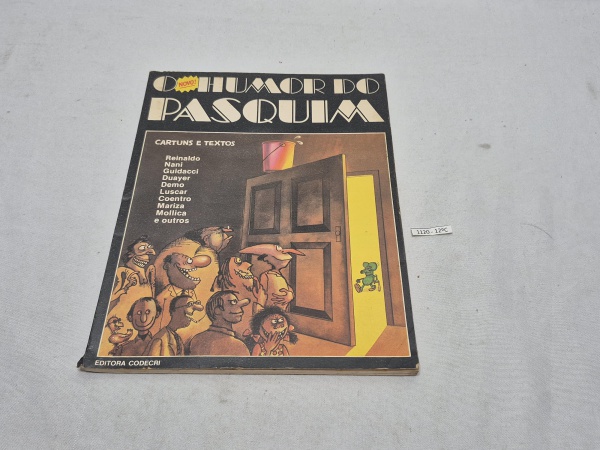 O NOVO! HUMOR DO
PASQUIM
CARTUNS E TEXTOS
Reinaldo
Nani
Guidacci
Duayer
Demo
Luscar
Coentro
Mariza
Mollica
e outros
EDITORA CODECRI